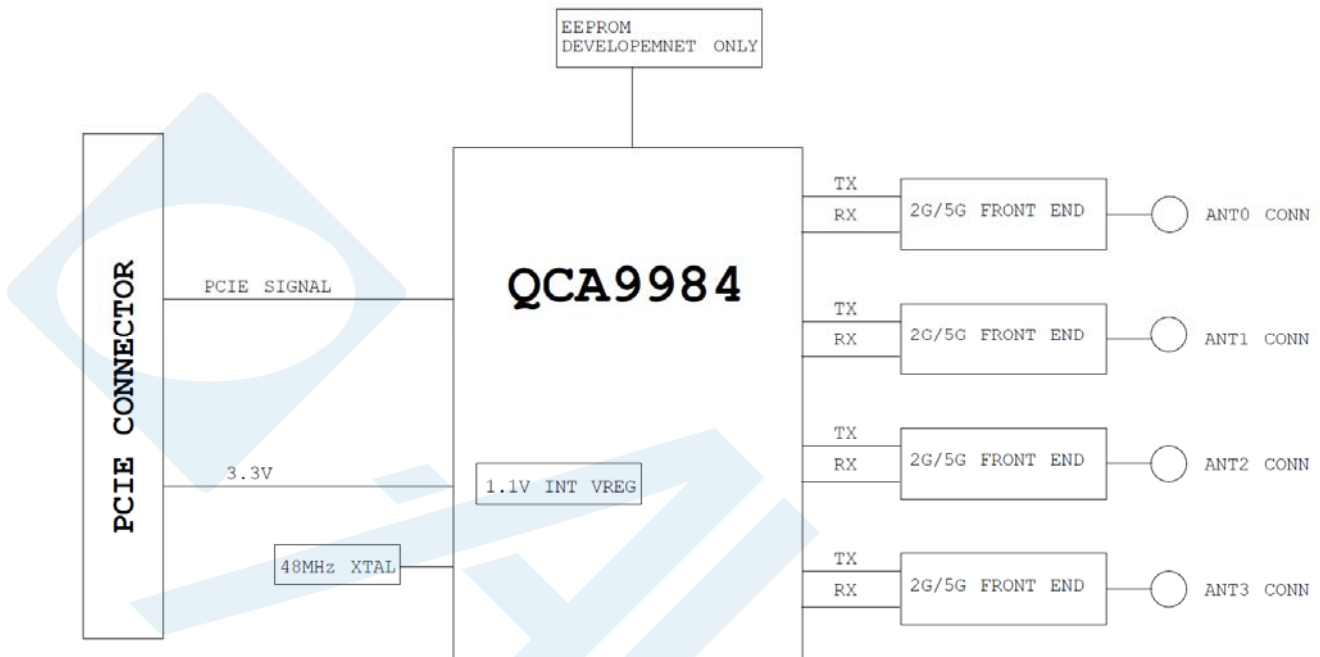 EEPROM
DEVELOPEMNET ONLY
PCIE CONNECTOR
PCIE SIGNAL
3.3V
48MHz XTAL
QCA9984
1.1V INT VREG
TX
RX
2G/5G FRONT END
ANT0 CONN
TX
RX
2G/5G FRONT END
ANT1 CONN
TX
RX
2G/5G FRONT END
ANT2 CONN
TX
RX
2G/5G FRONT END
ANT3 CONN